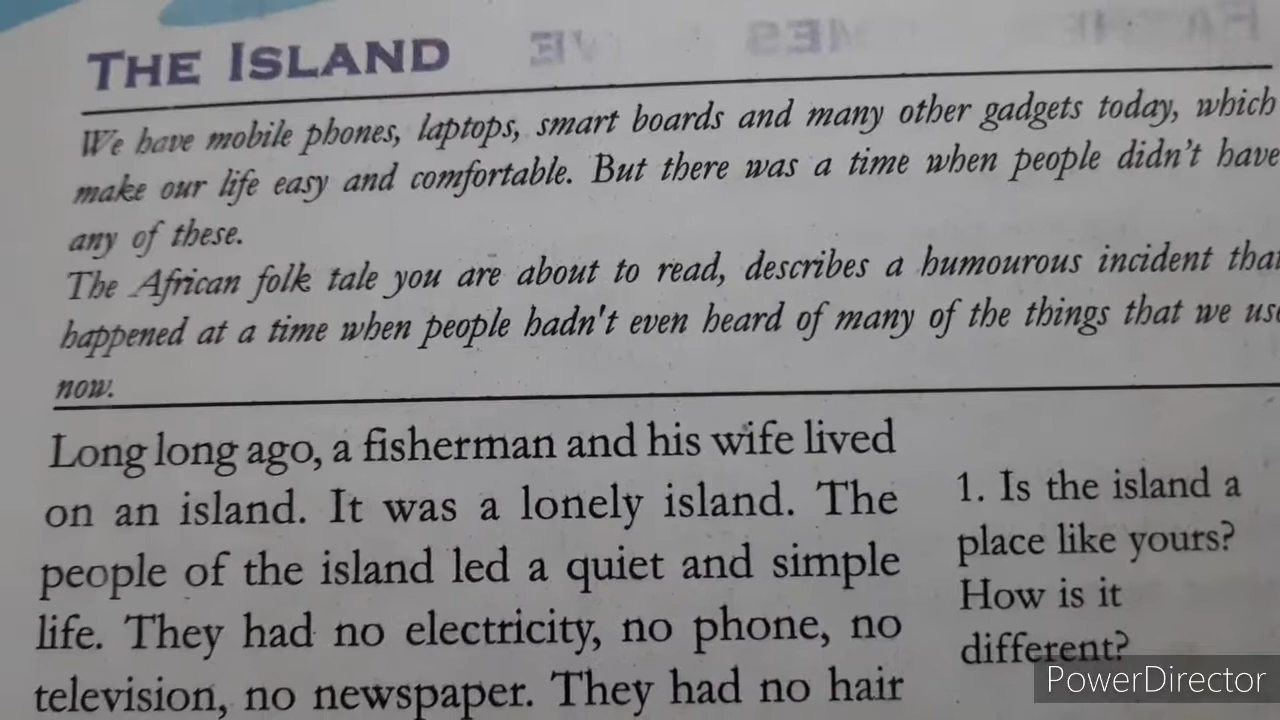 THE ISLAND
We have mobile phones, laptops, smart boards and many other gadgets today, which
make our life easy and comfortable. But there was a time when people didn't have
any of these.
The African folk tale you are about to read, describes a humourous incident that
happened at a time when people hadn't even heard of many of the things that we use
now.
Long long ago, a fisherman and his wife lived
on an island. It was a lonely island. The
people of the island led a quiet and simple
life. They had no electricity, no phone, no
television, no newspaper. They had no hair
1. Is the island a
place like yours?
How is it
different?
PowerDirector